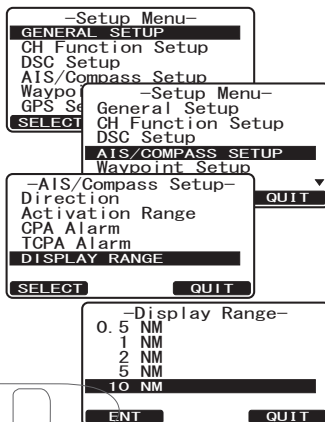 –Setup Menu–
GENERAL SETUP
CH Function Setup
DSC Setup
AIS/Compass Setup
Waypoi
GPS Se
SELECT
–Setup Menu–
General Setup
CH Function Setup
DSC Setup
AIS/COMPASS SETUP
Waypoint Setup
QUIT
–AIS/Compass Setup–
Direction
Activation Range
CPA Alarm
TCPA Alarm
DISPLAY RANGE
SELECT QUIT
–Display Range–
0.5 NM
1 NM
2 NM
5 NM
10 NM
ENT QUIT